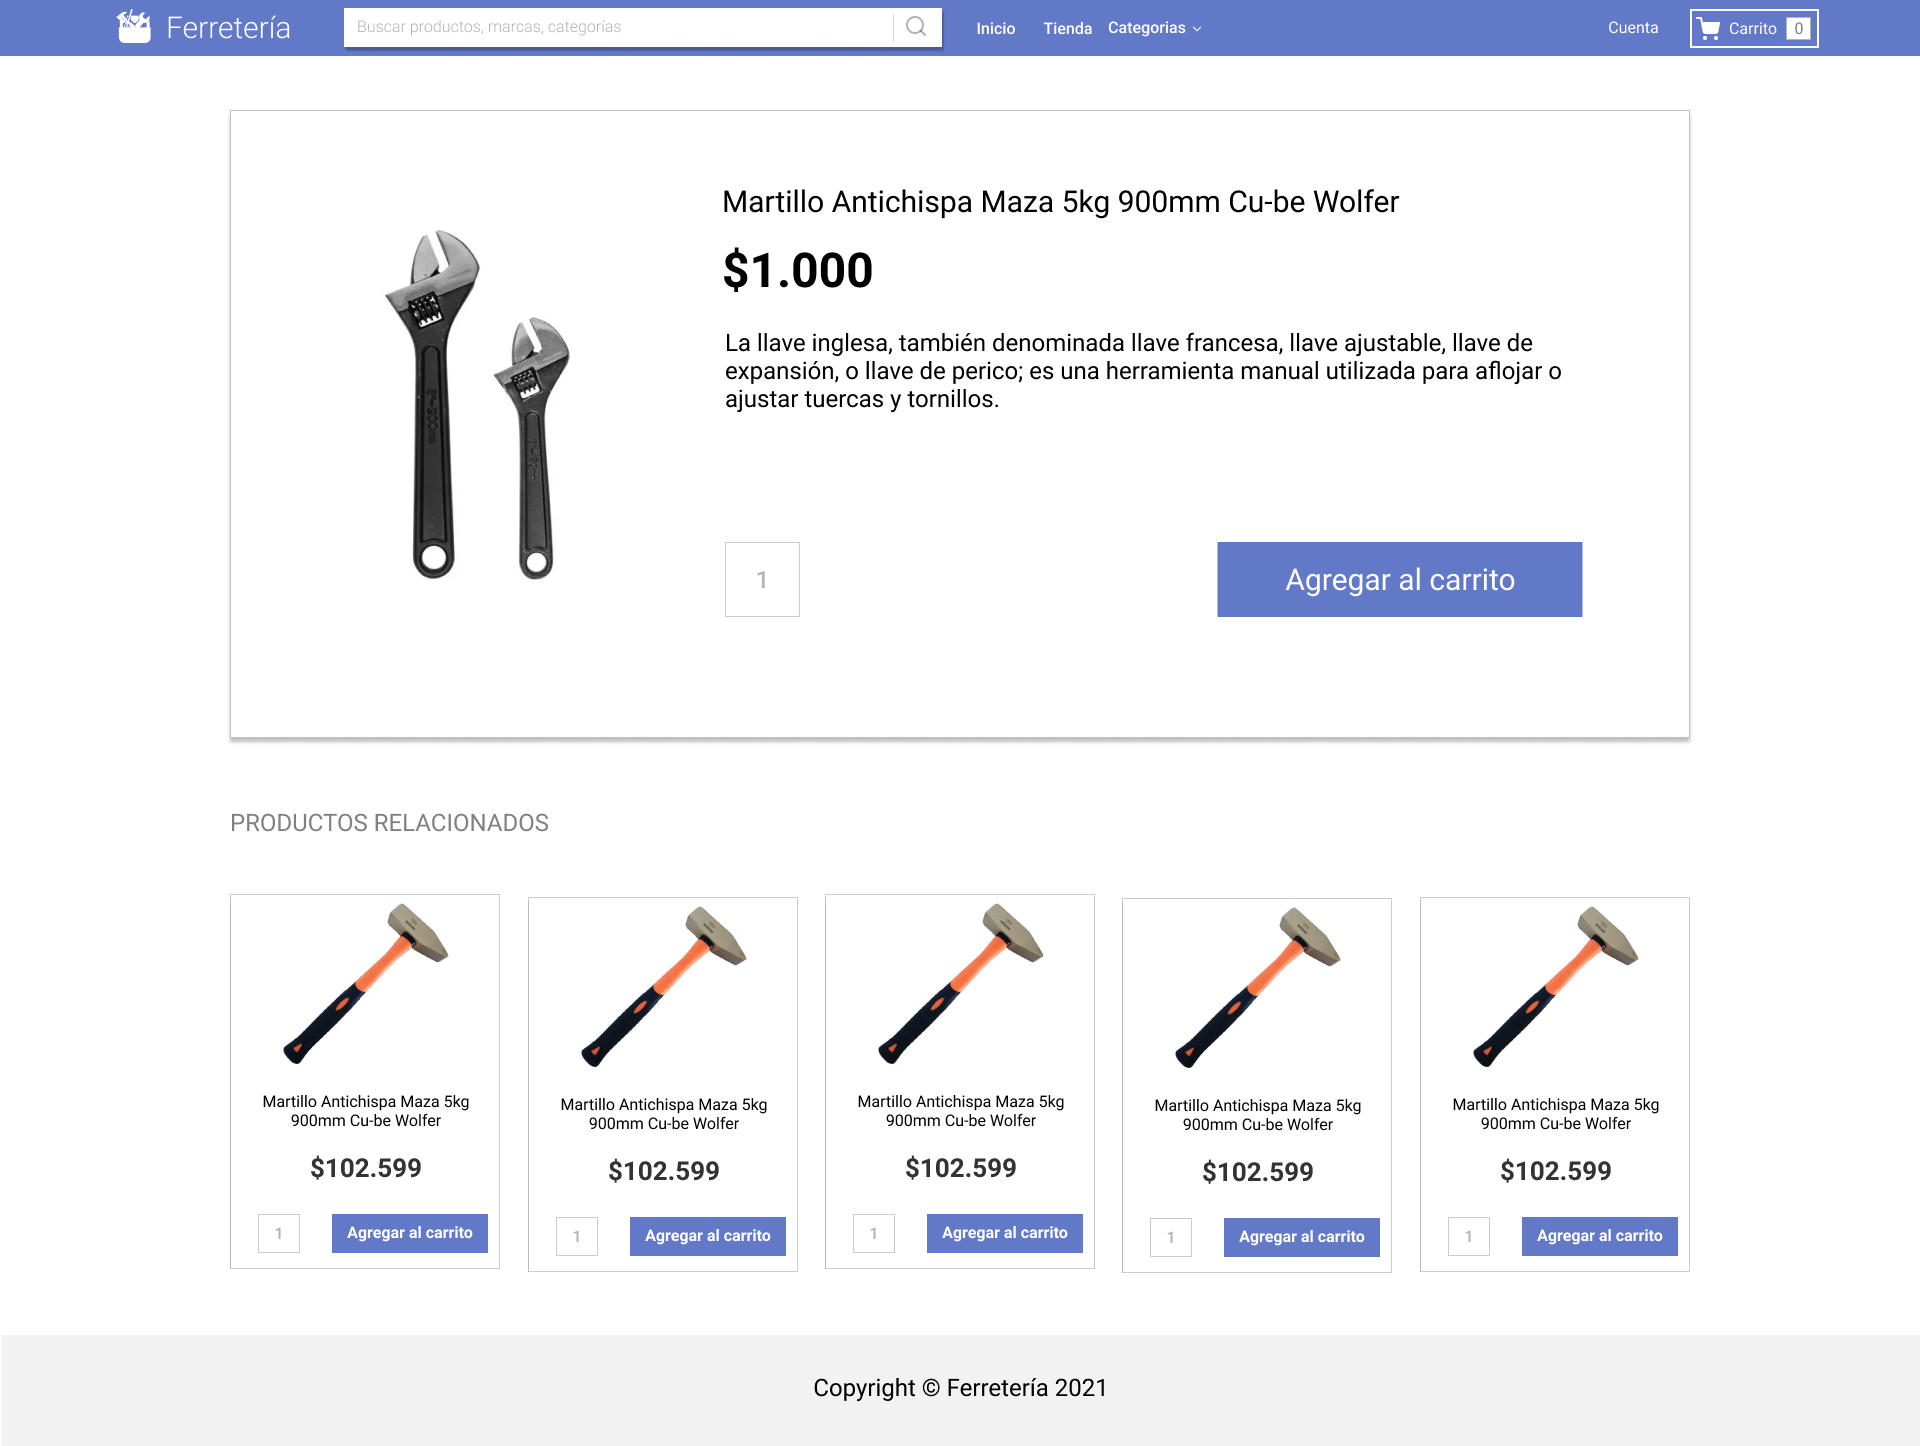 Ferretería
Buscar productos, marcas, categorías
Inicio
Tienda
Categorias
Cuenta
Carrito
0
Martillo Antichispa Maza 5kg 900mm Cu-be Wolfer
$1.000
La llave inglesa, también denominada llave francesa, llave ajustable, llave de
expansión, o llave de perico; es una herramienta manual utilizada para aflojar o
ajustar tuercas y tornillos.
1
Agregar al carrito
PRODUCTOS RELACIONADOS
Martillo Antichispa Maza 5kg
900mm Cu-be Wolfer
$102.599
1
Agregar al carrito
Martillo Antichispa Maza 5kg
900mm Cu-be Wolfer
$102.599
1
Agregar al carrito
Martillo Antichispa Maza 5kg
900mm Cu-be Wolfer
$102.599
1
Agregar al carrito
Martillo Antichispa Maza 5kg
900mm Cu-be Wolfer
$102.599
1
Agregar al carrito
Martillo Antichispa Maza 5kg
900mm Cu-be Wolfer
$102.599
1
Agregar al carrito
Copyright © Ferretería 2021